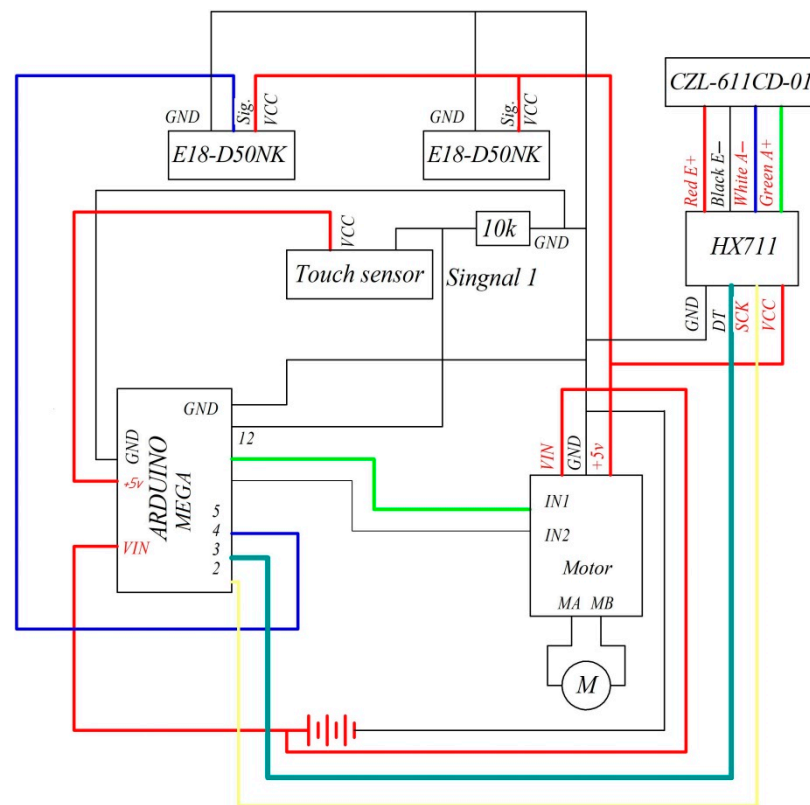 CZL-611CD-01
GND
Sig.
VCC
GND
Sig.
VCC
E18-D50NK
E18-D50NK
Red E+
Black E−
White A−
Green A+
VCC
10k
GND
HX711
Touch sensor
Singnal 1
GND
DT
SCK
VCC
GND
12
GND
+5v
VIN
ARDUINO
MEGA
5
4
3
2
VIN
GND
+5v
IN1
IN2
Motor
MA MB
M